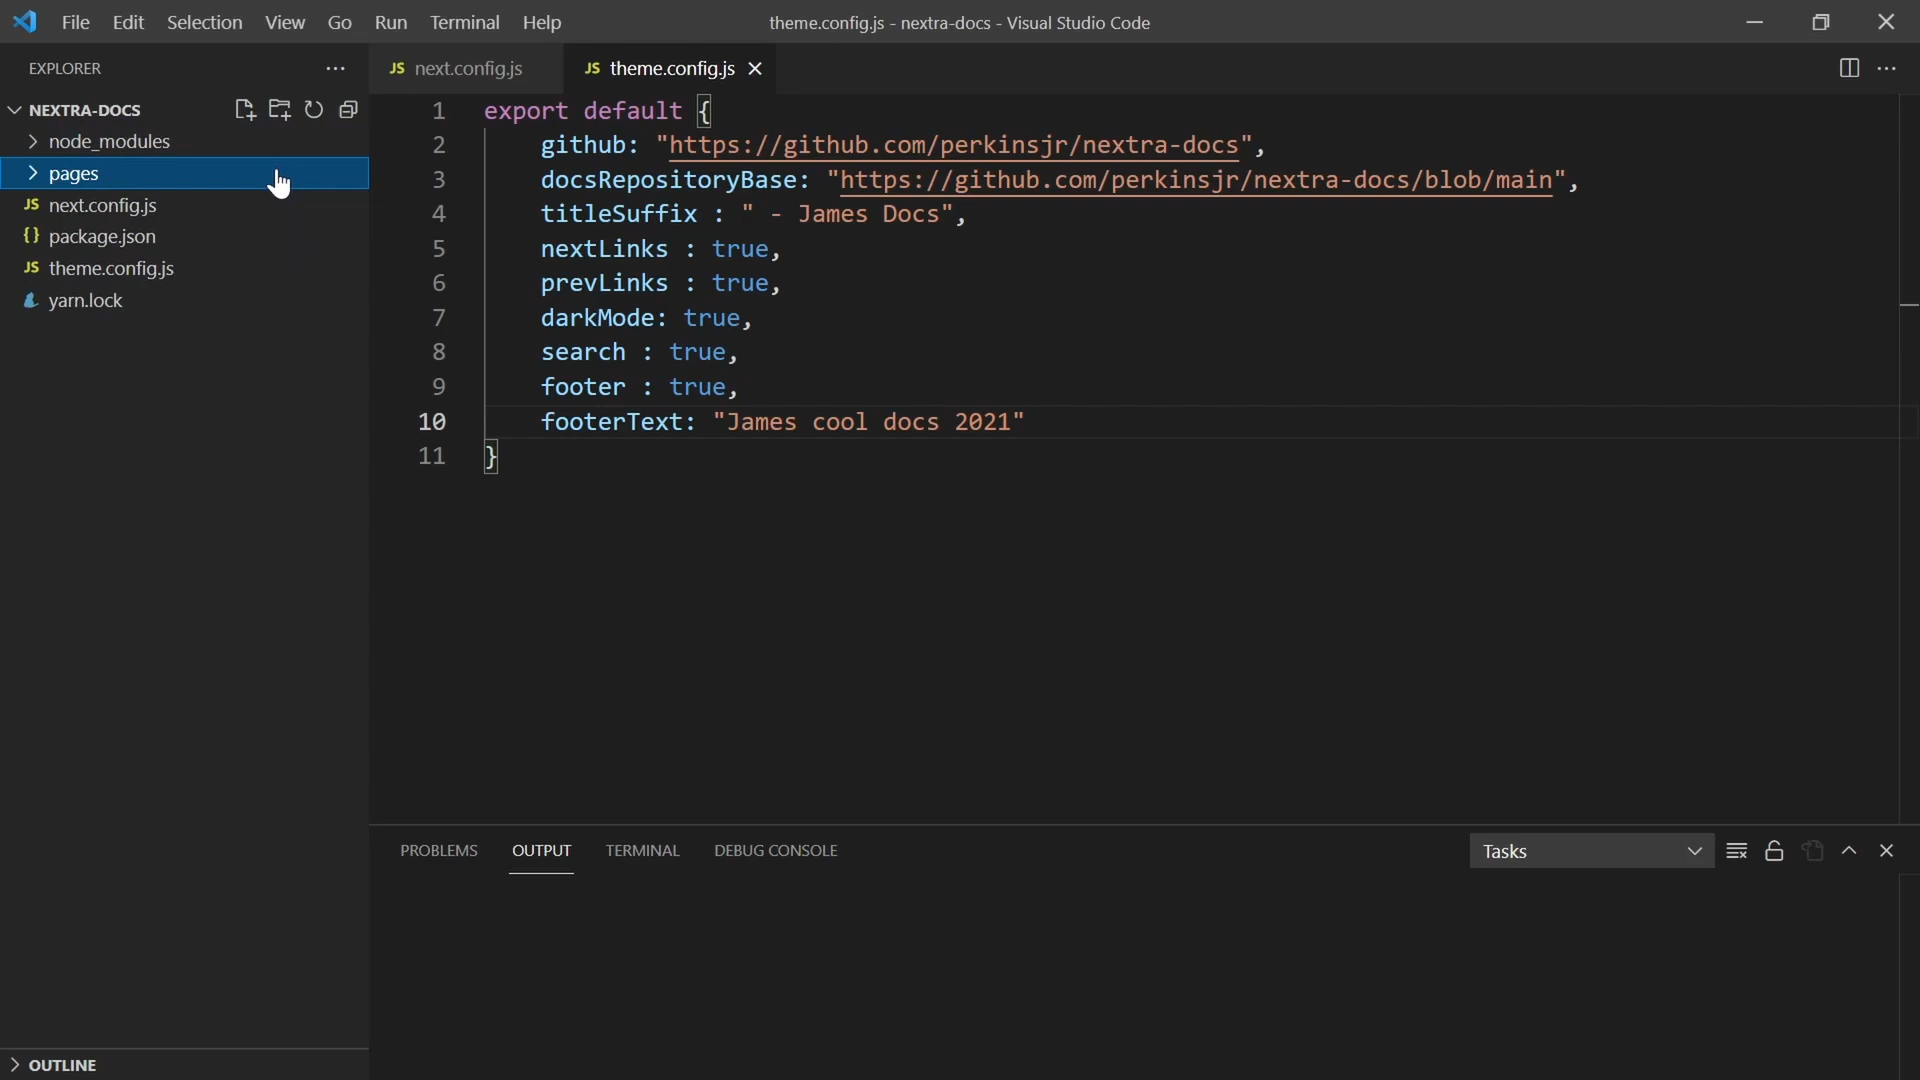 File Edit Selection View Go Run Terminal Help
theme.config.js - nextra-docs - Visual Studio Code
EXPLORER
NEXTRA-DOCS
node_modules
pages
JS next.config.js
{} package.json
JS theme.config.js
yarn.lock
OUTLINE
JS next.config.js
JS theme.config.js
1 export default {
2 github: "https://github.com/perkinsjr/nextra-docs",
3 docsRepositoryBase: "https://github.com/perkinsjr/nextra-docs/blob/main",
4 titleSuffix : " - James Docs",
5 nextLinks : true,
6 prevLinks : true,
7 darkMode: true,
8 search : true,
9 footer : true,
10 footerText: "James cool docs 2021"
11 }
PROBLEMS OUTPUT TERMINAL DEBUG CONSOLE
Tasks